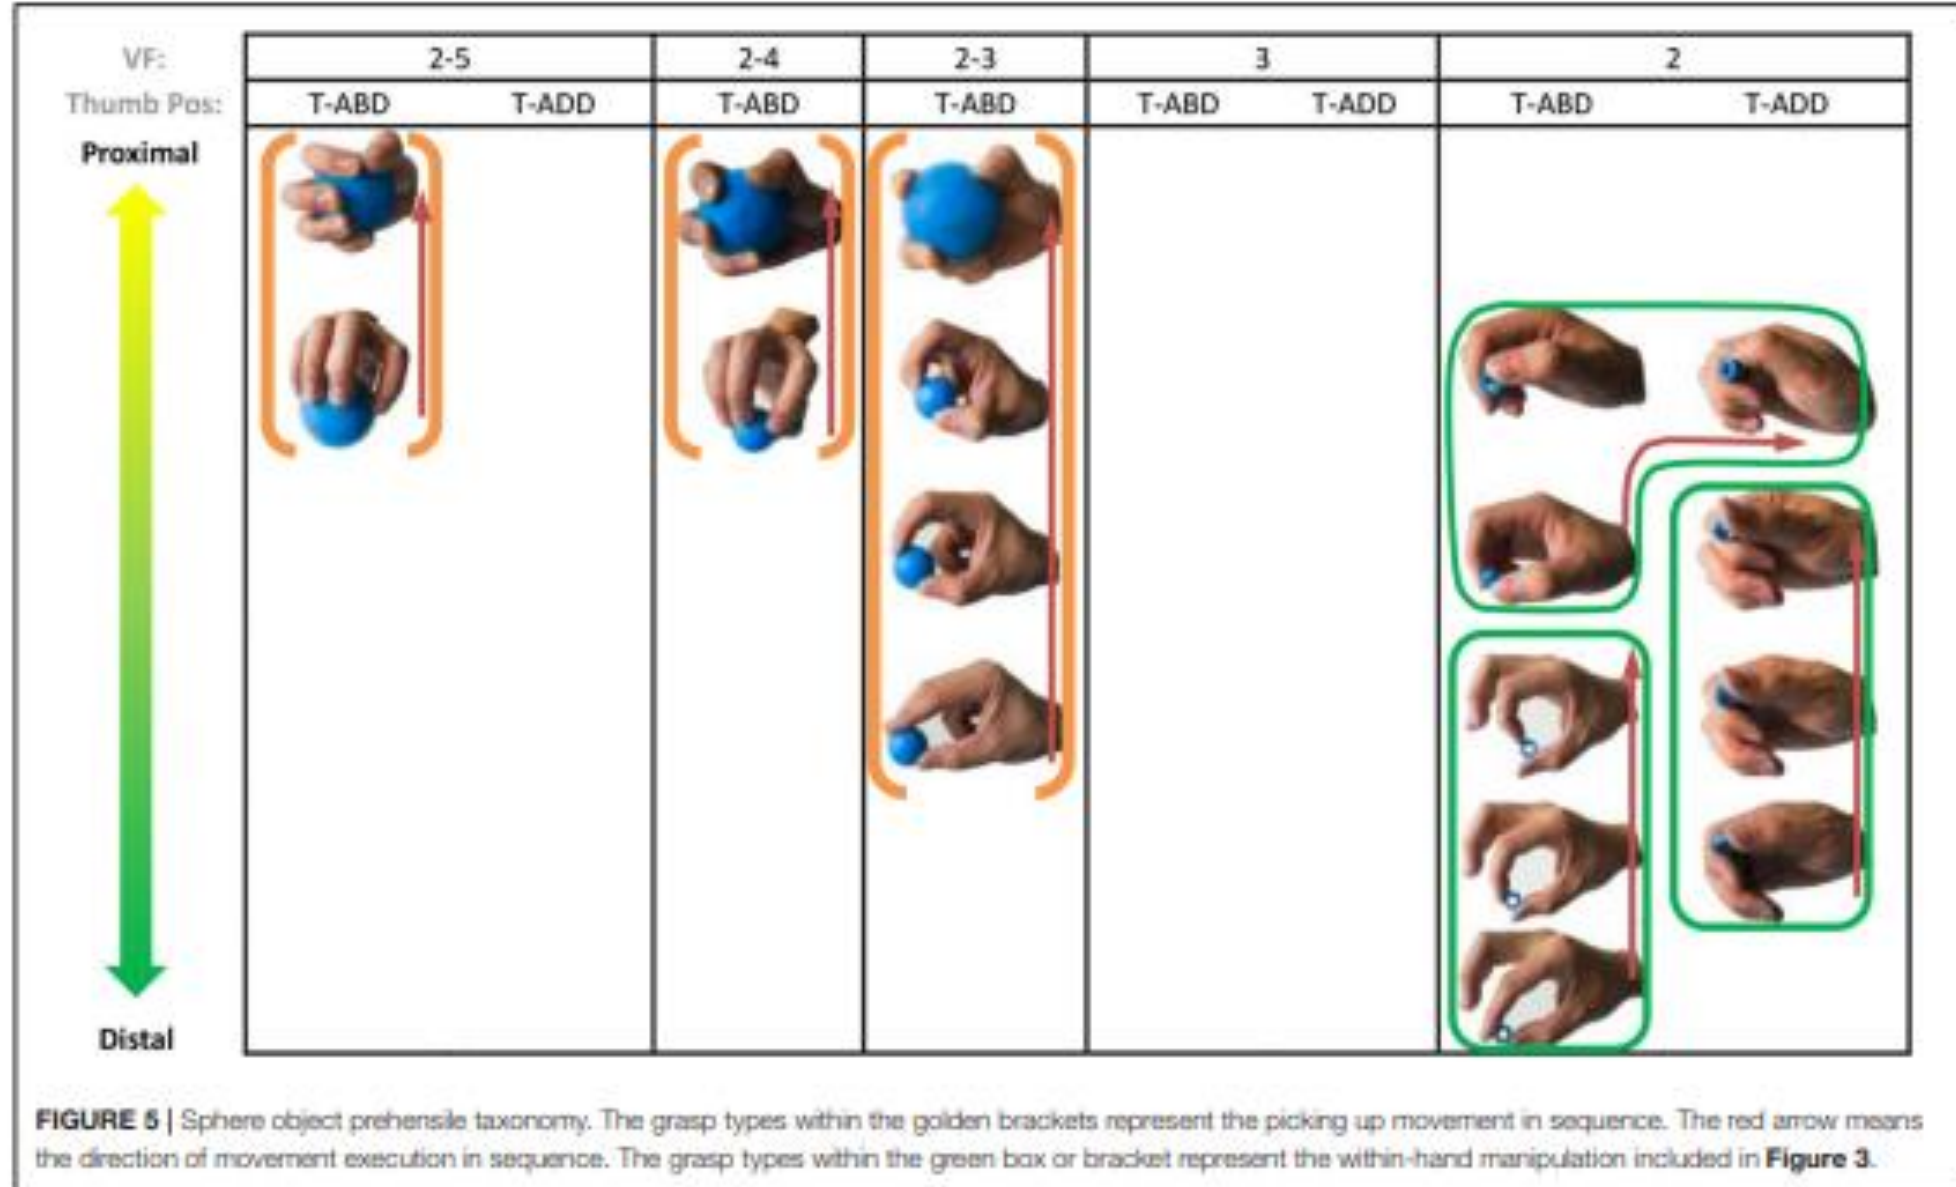 VF: 2-5 2-4 2-3 3 2
Thumb Pos: T-ABD T-ADD T-ABD T-ABD T-ABD T-ADD T-ABD T-ADD
Proximal
Distal
FIGURE 5 | Sphere object prehensile taxonomy. The grasp types within the golden brackets represent the picking up movement in sequence. The red arrow means
the direction of movement execution in sequence. The grasp types within the green box or bracket represent the within-hand manipulation included in Figure 3.